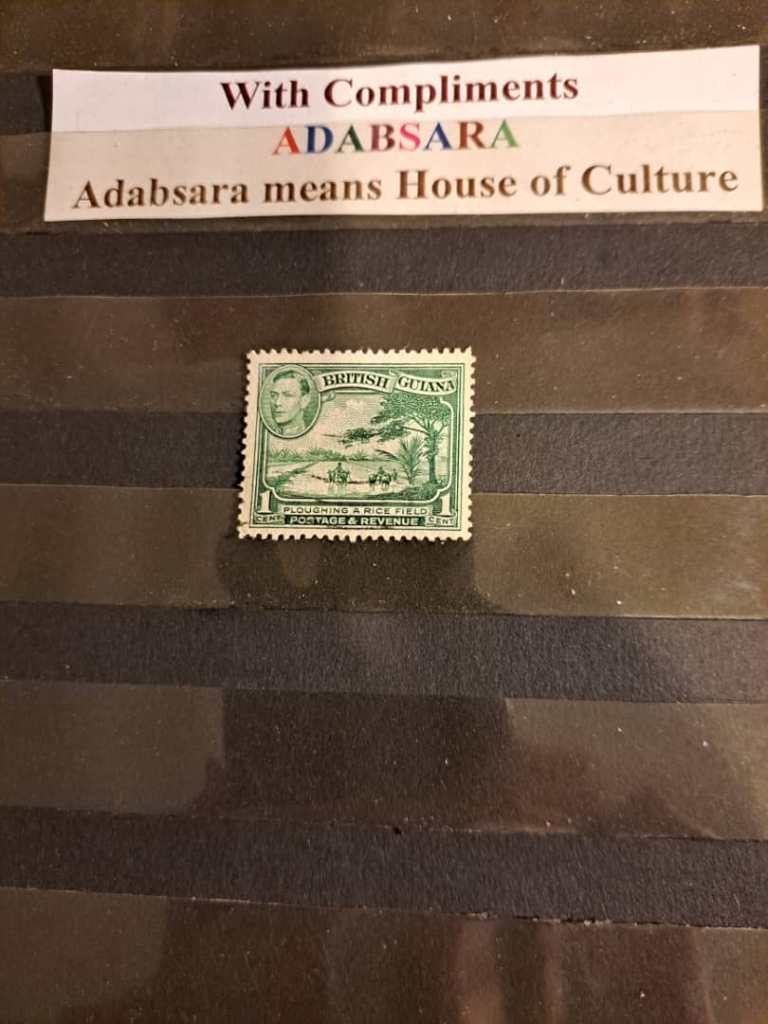 With Compliments
ADABSARA
Adabsara means House of Culture
BRITISH GUIANA
1 PLOUGHING A RICE FIELD 1
CENT POSTAGE & REVENUE CENT